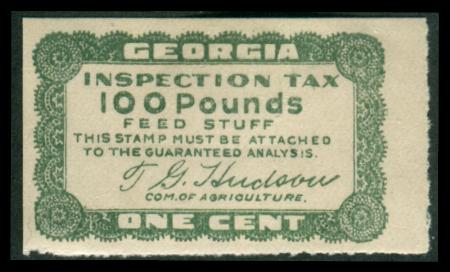 GEORGIA
INSPECTION TAX
100 Pounds
FEED STUFF
THIS STAMP MUST BE ATTACHED
TO THE GUARANTEED ANALYSIS.
T. G. Hudson
COM. OF AGRICULTURE.
ONE CENT